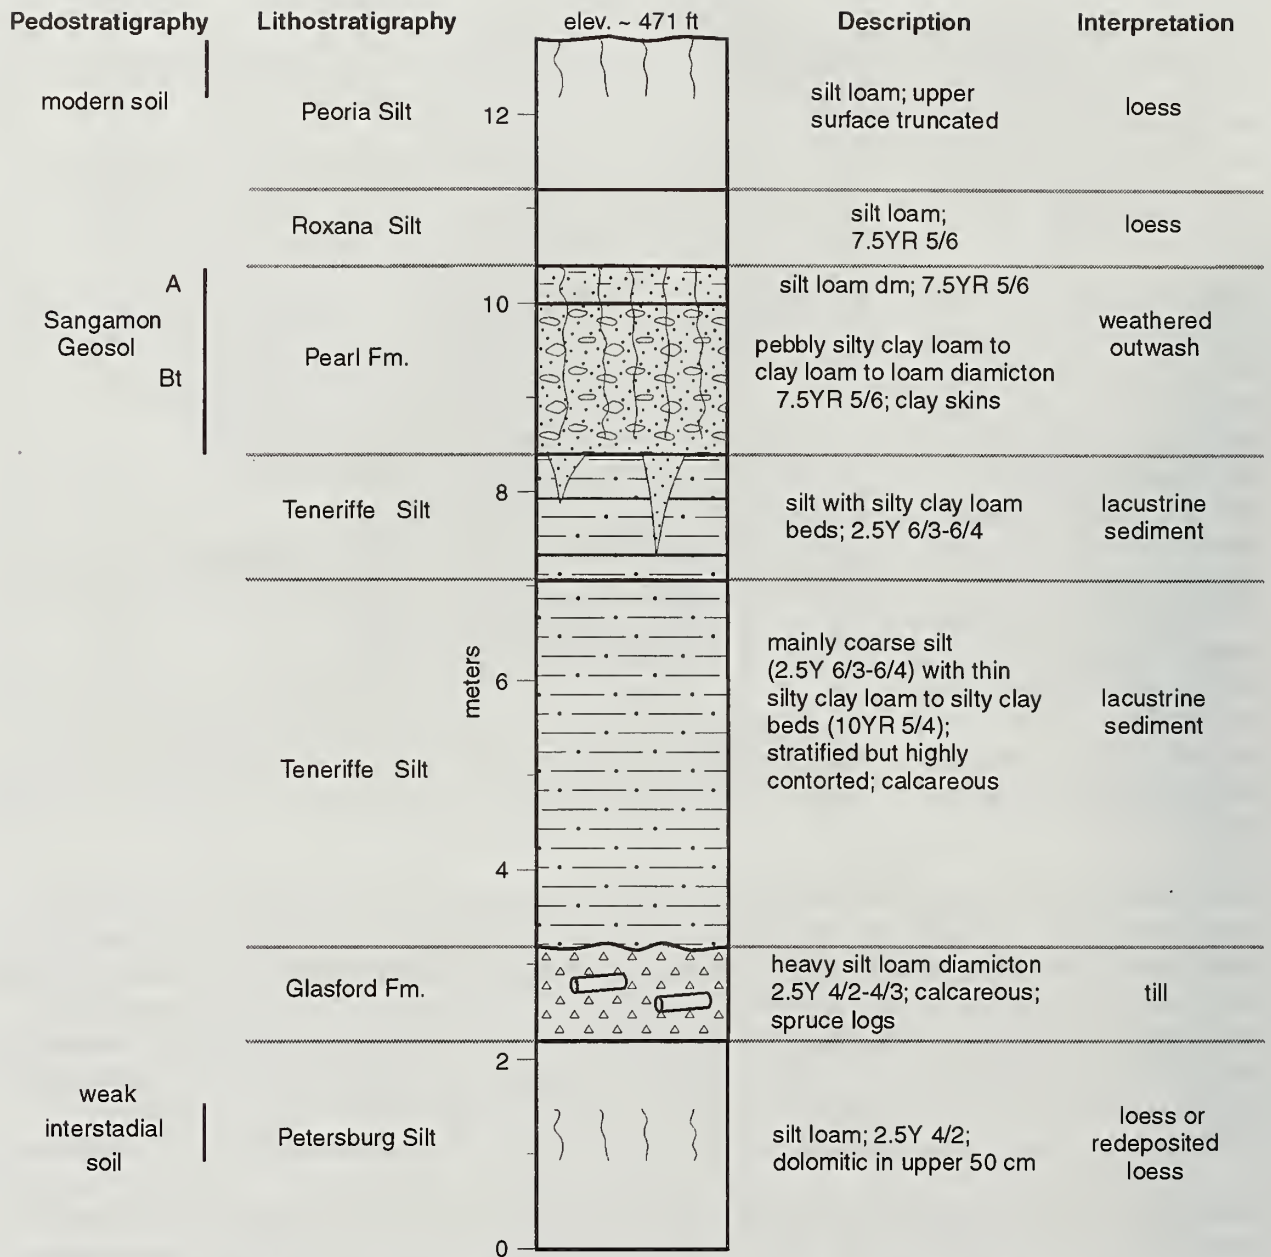 Pedostratigraphy Lithostratigraphy elev. ~ 471 ft Description Interpretation
modern soil
Peoria Silt
12
silt loam; upper
surface truncated
loess
Roxana Silt
silt loam;
7.5YR 5/6
loess
Sangamon
Geosol
A
Bt
Pearl Fm.
10
silt loam dm; 7.5YR 5/6
pebbly silty clay loam to
clay loam to loam diamicton
7.5YR 5/6; clay skins
weathered
outwash
Teneriffe Silt
8
silt with silty clay loam
beds; 2.5Y 6/3-6/4
lacustrine
sediment
Teneriffe Silt
meters
6
4
mainly coarse silt
(2.5Y 6/3-6/4) with thin
silty clay loam to silty clay
beds (10YR 5/4);
stratified but highly
contorted; calcareous
lacustrine
sediment
Glasford Fm.
heavy silt loam diamicton
2.5Y 4/2-4/3; calcareous;
spruce logs
till
weak
interstadial
soil
Petersburg Silt
2
0
silt loam; 2.5Y 4/2;
dolomitic in upper 50 cm
loess or
redeposited
loess